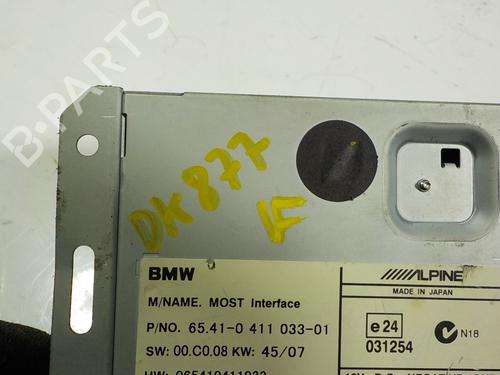 B-PARTS
DK877
BMW
ALPINE
MADE IN JAPAN
M/NAME. MOST Interface
P/NO. 65.41-0 411 033-01
e24
031254
N18
SW: 00.C0.08 KW: 45/07